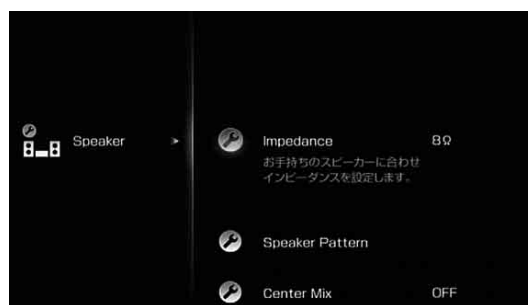 Speaker
Impedance 8Ω
お手持ちのスピーカーに合わせ
インピーダンスを設定します。
Speaker Pattern
Center Mix OFF